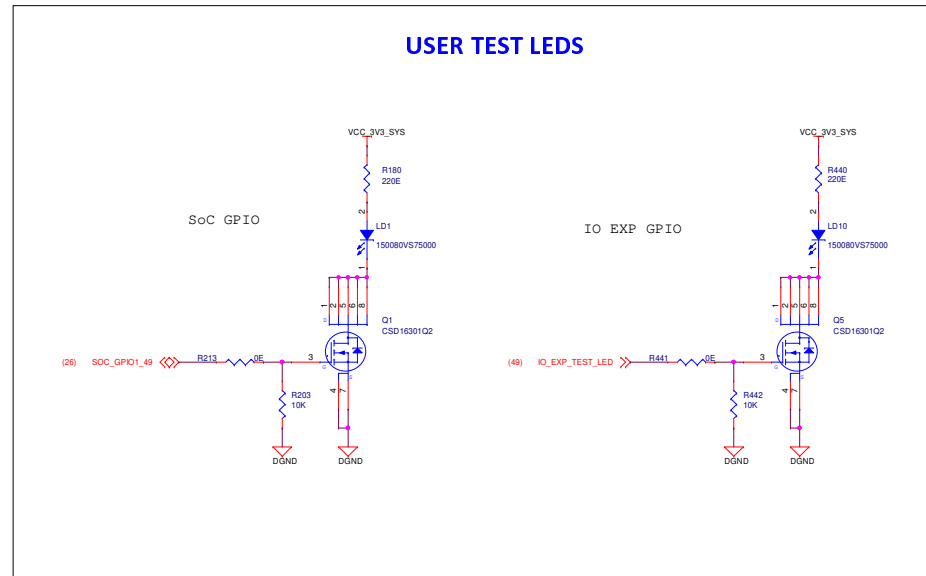 USER TEST LEDS
VCC_3V3_SYS
R180
220E
SoC GPIO
2
LD1
150080VS75000
1
1
2
5
6
8
D
Q1
CSD16301Q2
(26) SOC_GPIO1_49
R213
0E
3
G
S
R203
10K
4
7
DGND
DGND
VCC_3V3_SYS
R440
220E
IO EXP GPIO
2
LD10
150080VS75000
1
1
2
5
6
8
Q5
CSD16301Q2
(49) IO_EXP_TEST_LED
R441
0E
3
G
R442
10K
4
7
DGND
DGND